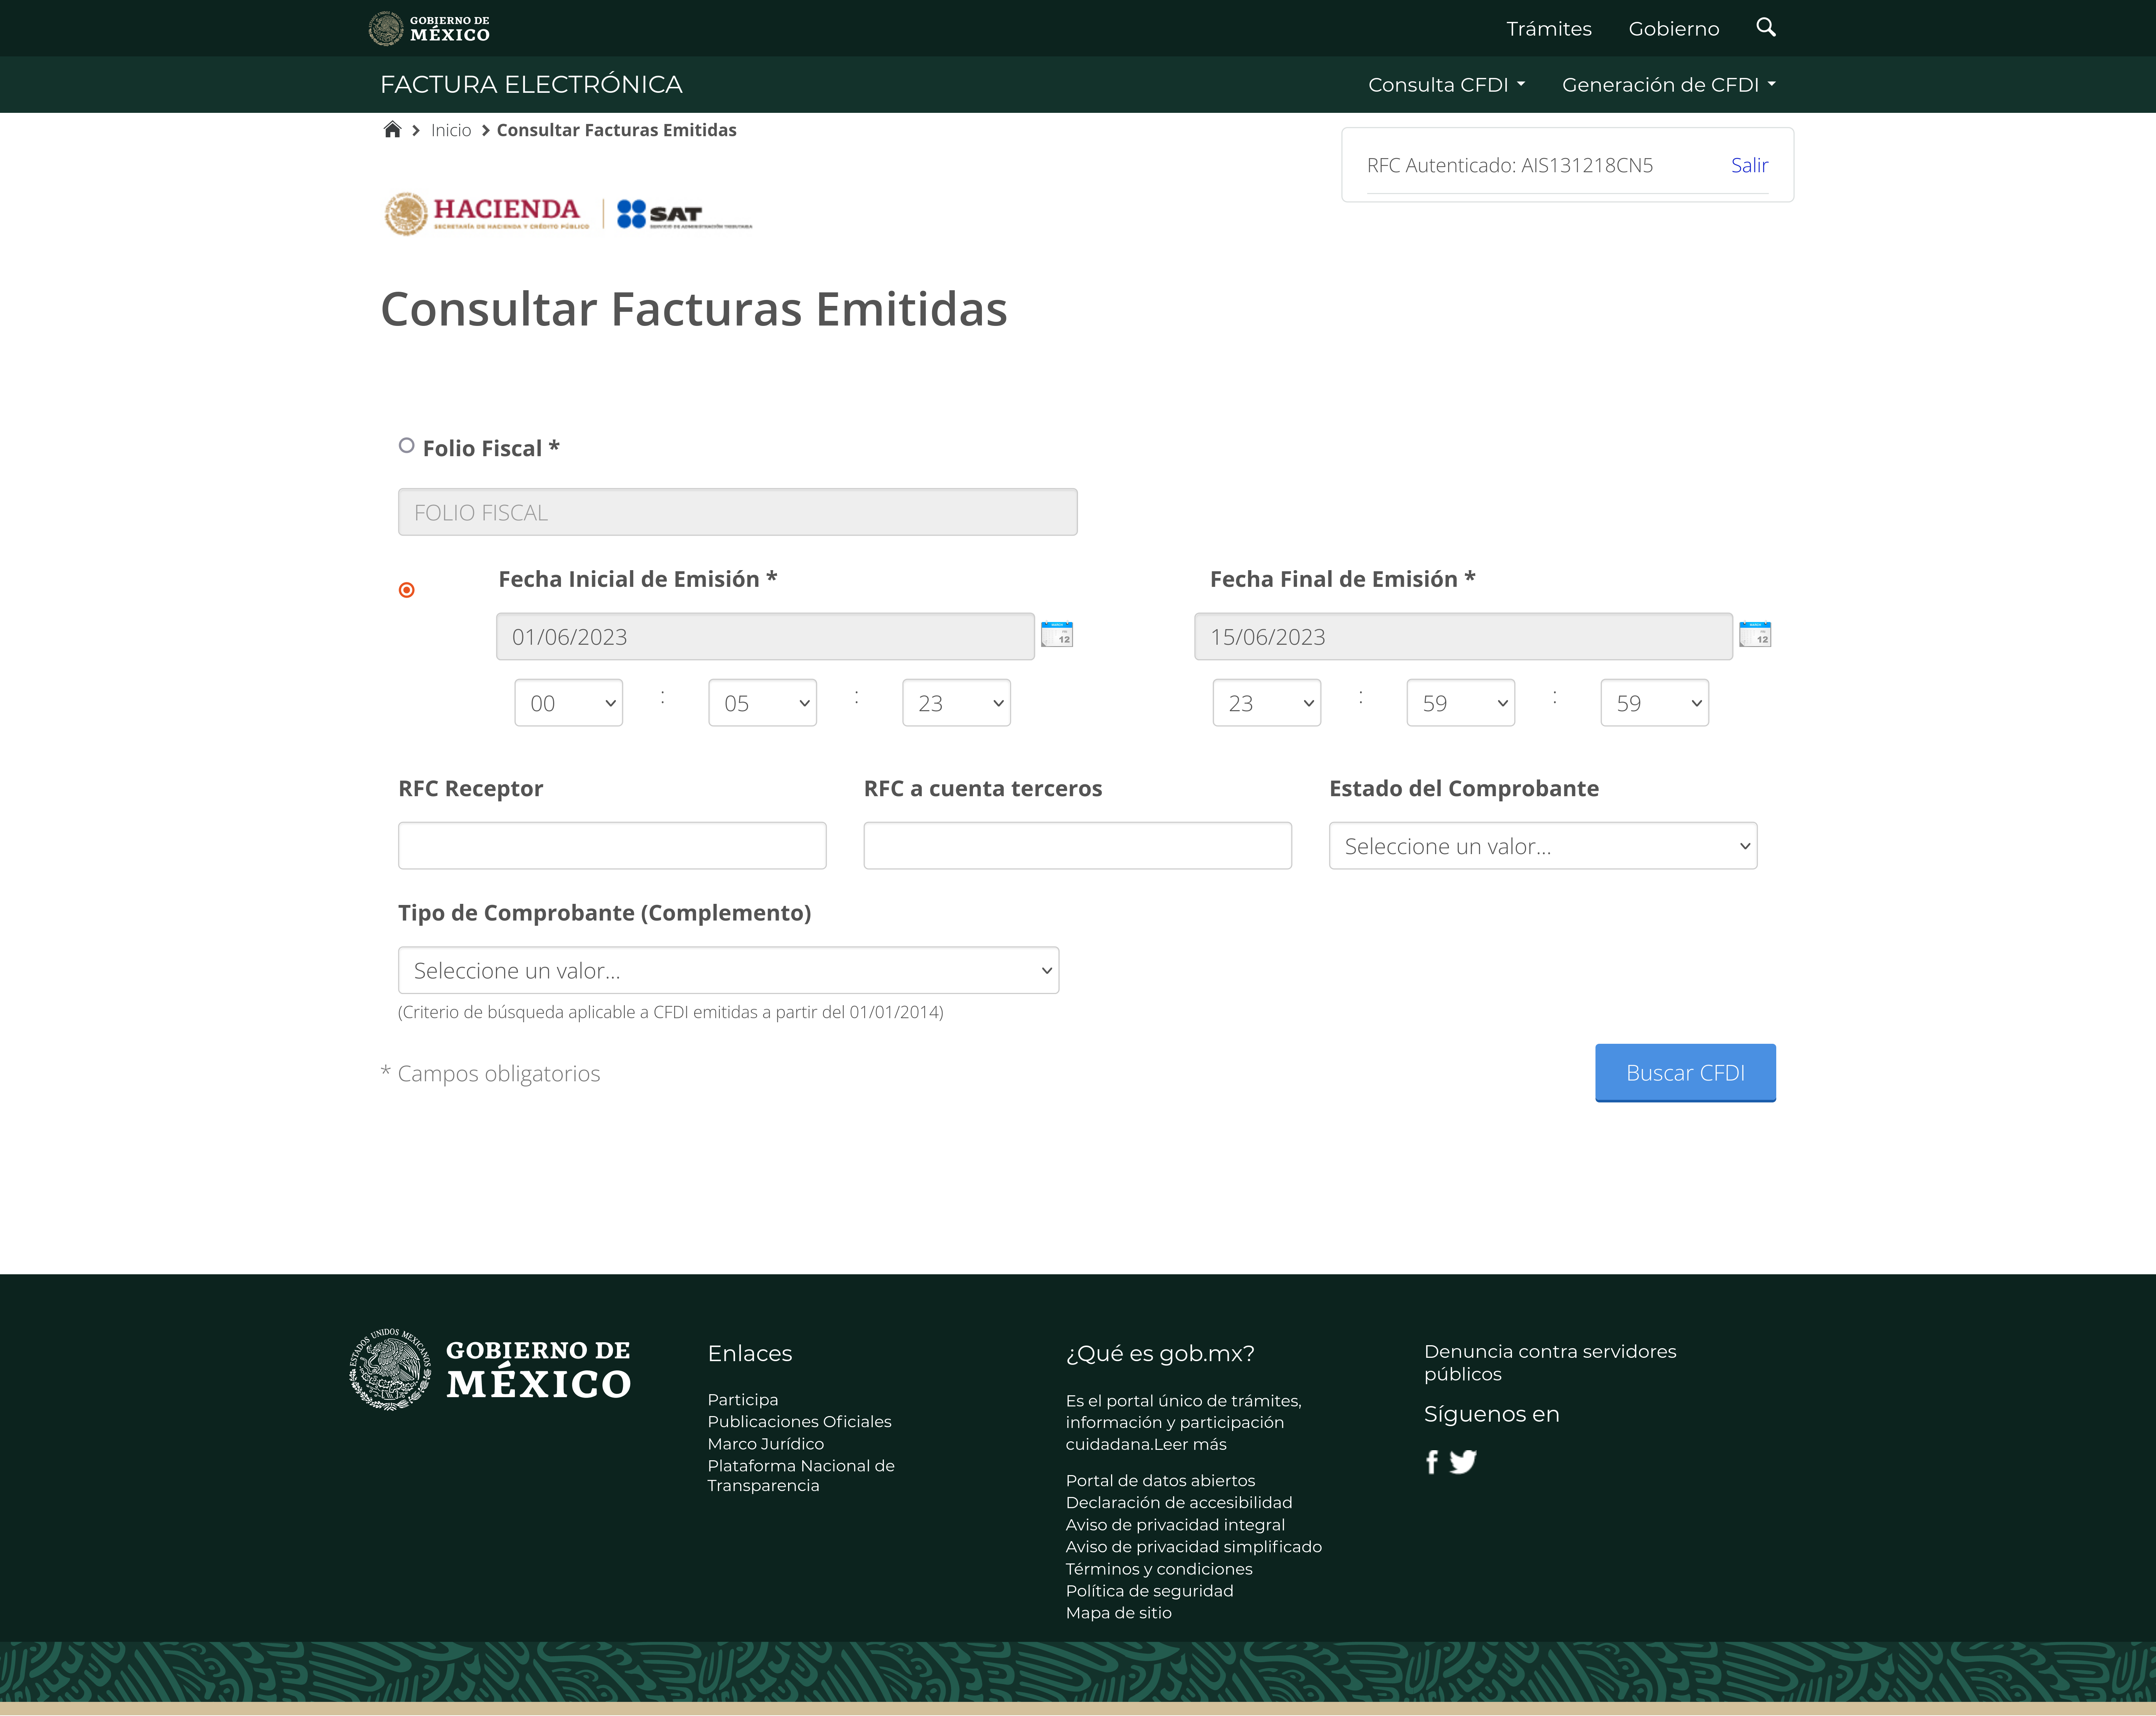 GOBIERNO DE
MÉXICO
Trámites
Gobierno
FACTURA ELECTRÓNICA
Consulta CFDI
Generación de CFDI
Inicio
Consultar Facturas Emitidas
RFC Autenticado: AIS131218CN5
Salir
HACIENDA
SECRETARÍA DE HACIENDA Y CRÉDITO PÚBLICO
SAT
SERVICIO DE ADMINISTRACIÓN TRIBUTARIA
Consultar Facturas Emitidas
Folio Fiscal *
FOLIO FISCAL
Fecha Inicial de Emisión *
Fecha Final de Emisión *
01/06/2023
12
15/06/2023
12
00 : 05 : 23
23 : 59 : 59
RFC Receptor
RFC a cuenta terceros
Estado del Comprobante
Seleccione un valor...
Tipo de Comprobante (Complemento)
Seleccione un valor...
(Criterio de búsqueda aplicable a CFDI emitidas a partir del 01/01/2014)
* Campos obligatorios
Buscar CFDI
ESTADOS UNIDOS MEXICANOS
GOBIERNO DE
MÉXICO
Enlaces
Participa
Publicaciones Oficiales
Marco Jurídico
Plataforma Nacional de
Transparencia
¿Qué es gob.mx?
Es el portal único de trámites,
información y participación
cuidadana.Leer más
Portal de datos abiertos
Declaración de accesibilidad
Aviso de privacidad integral
Aviso de privacidad simplificado
Términos y condiciones
Política de seguridad
Mapa de sitio
Denuncia contra servidores
públicos
Síguenos en